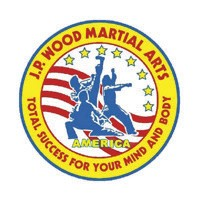 J.P. WOOD MARTIAL ARTS
AMERICA
TOTAL SUCCESS FOR YOUR MIND AND BODY